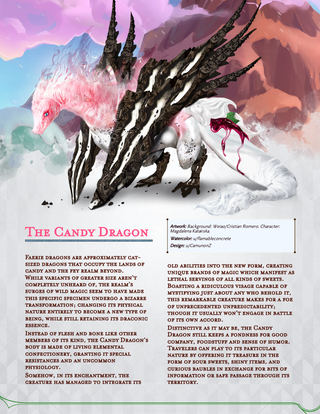 The Candy Dragon
Faerie dragons are approximately cat-
sized dragons that occupy the lands of
candy and the fey realm beyond.
While variants of greater size aren't
completely unheard of, the realm's
surges of wild magic seem to have made
this specific specimen undergo a bizarre
transformation; changing its physical
nature entirely to become a new type of
being, while still retaining its draconic
essence.
Instead of flesh and bone like other
members of its kind, the Candy Dragon's
body is made of living elemental
confectionery, granting it special
resistances and an uncommon
physiology.
Somehow, in its enchantment, the
creature has managed to integrate its
Artwork: Background: Weiaz/Cristian Romero. Character:
Magdalena Katańska
Watercolor: u/flamableconcrete
Design: u/CamunonZ
old abilities into the new form, creating
unique brands of magic which manifest as
lethal servings of all kinds of sweets.
Boasting a ridiculous visage capable of
mystifying just about any who behold it,
this remarkable creature makes for a foe
of unprecedented unpredictability;
though it usually won't engage in battle
of its own accord.
Distinctive as it may be, the Candy
Dragon still keeps a fondness for good
company, foodstuff and sense of humor.
Travelers can play to its particular
nature by offering it treasure in the
form of sour sweets, shiny items, and
curious baubles in exchange for bits of
information or safe passage through its
territory.